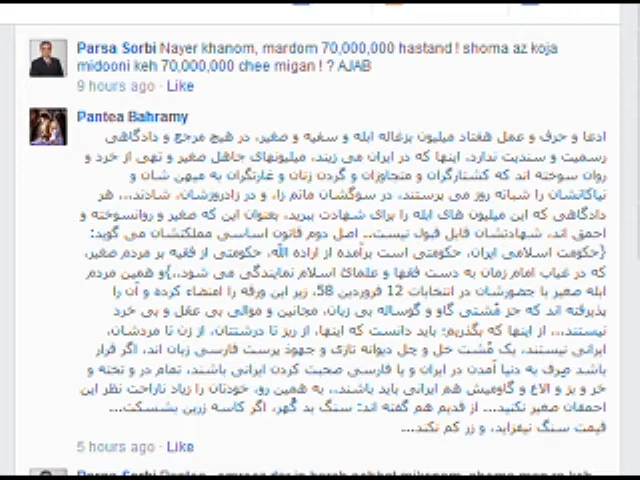 Parsa Sorbi Nayer khanom, mardom 70,000,000 hastand ! shoma az koja
midooni keh 70,000,000 chee migan ! ? AJAB
9 hours ago · Like
Pantea Bahramy
ادعا و حرف و عمل هفتاد میلیون بزغاله ابله و سفیه و صغیر، در هیچ مرجع و دادگاهی
رسمیت و سندیت ندارد، اینها که در ایران می زیند، میلیونهای جاهل صغیر و تهی از خرد و
روان سوخته اند که کشتارگران و متجاوزان و گردن زنان و غارتگران به میهن شان و
نیاکانشان را شبانه روز می پرستند، در سوگشان ماتم زا، و در زادروزشان، شادند... هر
دادگاهی که این میلیون های ابله را برای شهادت ببرید، بعنوان این که صغیر و روانسوخته و
احمق اند، شهادتشان قابل قبول نیست.. اصل دوم قانون اساسی مملکتشان می گوید:
{حکومت اسلامی ایران، حکومتی است برآمده از اراده الله، حکومتی از فانیه بر مردم صغیر،
که در غیاب امام زمان به دست فقها و علمائ اسلام نمایندگی می شود..}و همین مردم
ابله صغیر با حضورشان در انتخابات 12 فروردین 58، زیر این ورقه را امضاء کرده و آن را
پذیرفته اند که جز مُشتی گاو و گوساله بی زبان، مجانین و موالی بی عقل و بی خرد
نیستند... از اینها که بگذریم؛ باید دانست که اینها، از ریز تا درشتتان، از زن تا مردشان،
ایرانی نیستند، یک مُشت خل و چل دیوانه تازی و جهود پرست فارسی زبان اند، اگر قرار
باشد صِرف به دنیا آمدن در ایران و یا فارسی صحبت کردن ایرانی باشند، تمام در و تخته و
خر و بز و الاغ و گاومیش هم ایرانی باید باشند.. به همین رو، خودتان را زیاد ناراحت نظر این
احمقان صغیر نکنید... از قدیم هم گفته اند: سنگ بد گُهر، اگر کاسه زرین بشسکت...
قیمت سنگ نیفزاید، و زر کم نکند...
5 hours ago · Like